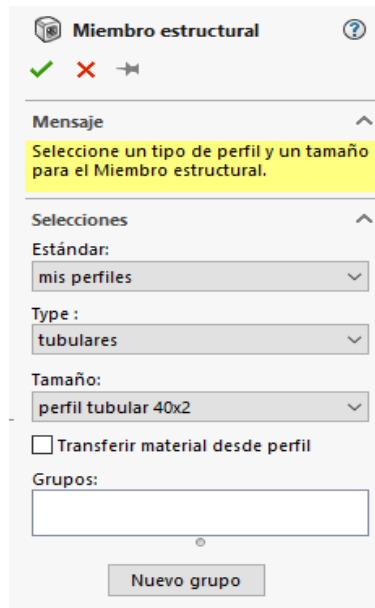 Miembro estructural
Mensaje
Seleccione un tipo de perfil y un tamaño
para el Miembro estructural.
Selecciones
Estándar:
mis perfiles
Type :
tubulares
Tamaño:
perfil tubular 40x2
Transferir material desde perfil
Grupos:
Nuevo grupo